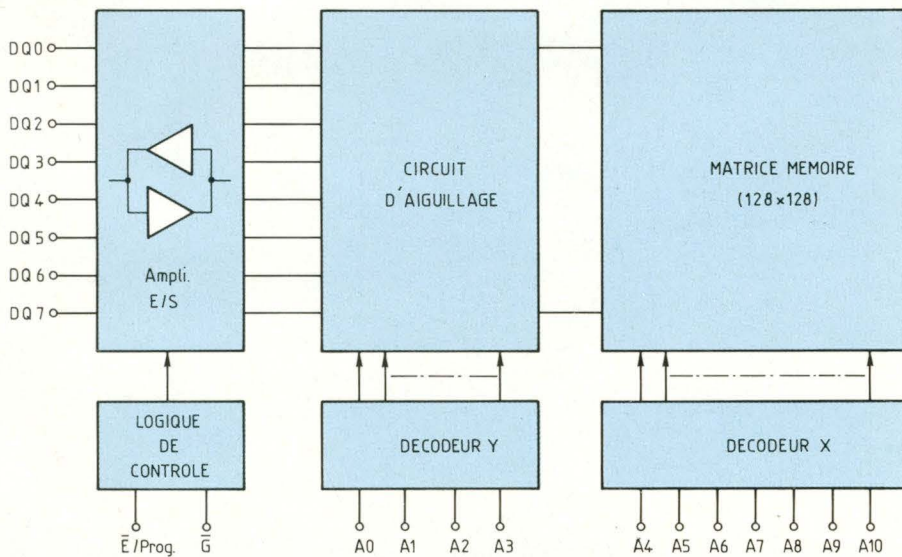 DQ0
DQ1
DQ2
DQ3
DQ4
DQ5
DQ6
DQ7
Ampli.
E/S
CIRCUIT
D'AIGUILLAGE
MATRICE MEMOIRE
(128×128)
LOGIQUE
DE
CONTROLE
DECODEUR Y
DECODEUR X
E̅/Prog. G̅
A0 A1 A2 A3
A4 A5 A6 A7 A8 A9 A10